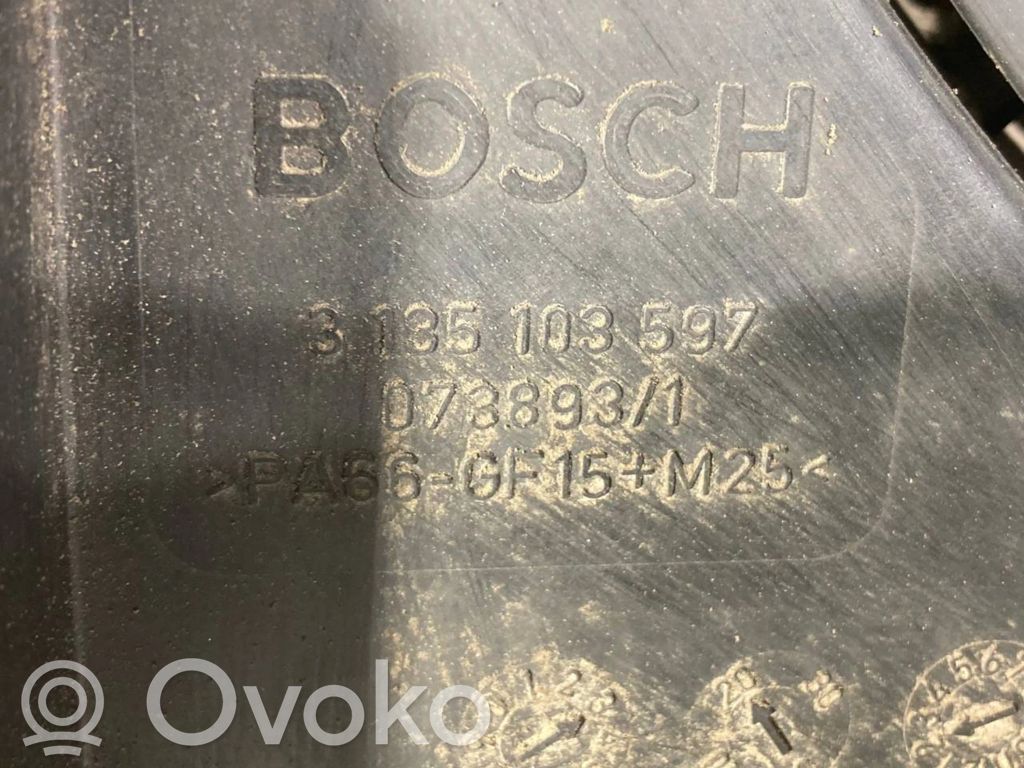 BOSCH
3 135 103 597
073893/1
>PA66-GF15+M25<
Ovoko